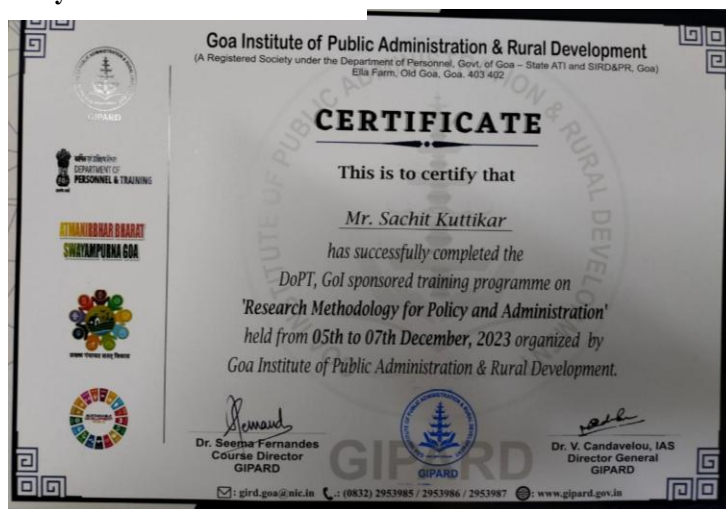 Goa Institute of Public Administration & Rural Development
(A Registered Society under the Department of Personnel, Govt. of Goa – State ATI and SIRD&PR, Goa)
Ella Farm, Old Goa, Goa. 403 402
GIPARD
DEPARTMENT OF
PERSONNEL & TRAINING
ATMANIRBHAR BHARAT
SWAYAMPURNA GOA
CERTIFICATE
This is to certify that
Mr. Sachit Kuttikar
has successfully completed the
DoPT, GoI sponsored training programme on
'Research Methodology for Policy and Administration'
held from 05th to 07th December, 2023 organized by
Goa Institute of Public Administration & Rural Development.
Dr. Seema Fernandes
Course Director
GIPARD
GIPARD
Dr. V. Candavelou, IAS
Director General
GIPARD
GIPARD
: gird.goa@nic.in : (0832) 2953985 / 2953986 / 2953987 : www.gipard.gov.in